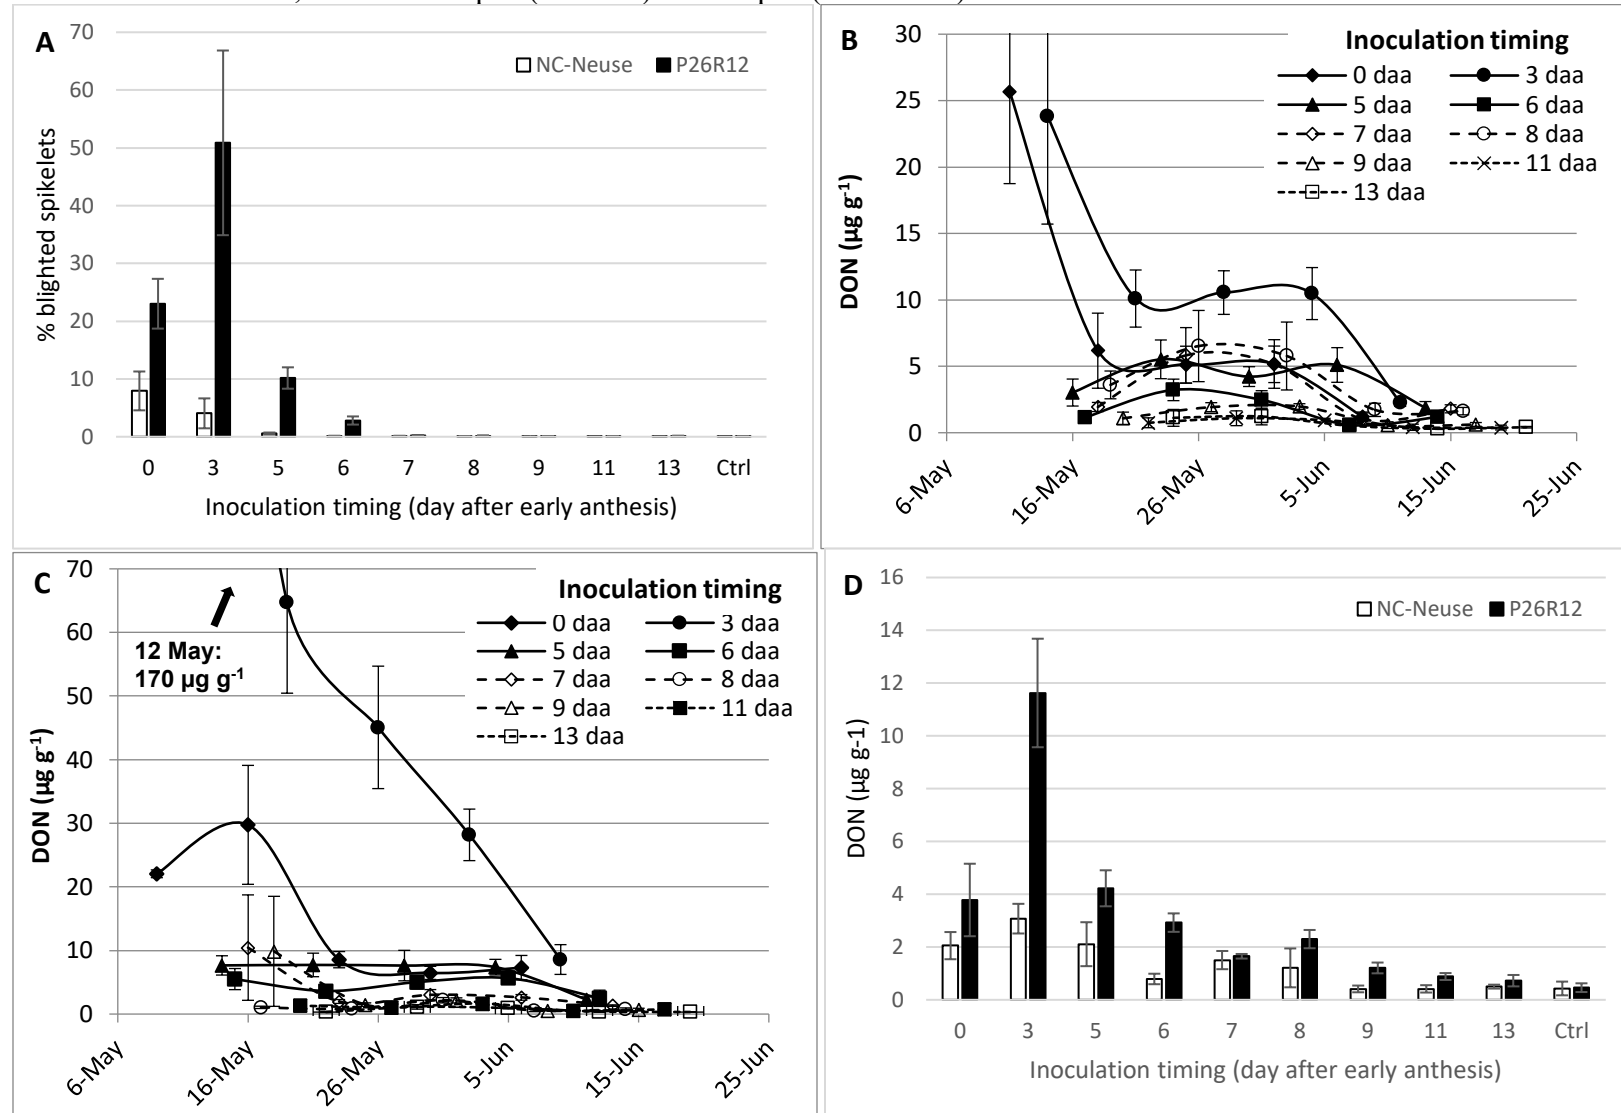 A
NC-Neuse
P26R12
70
60
50
40
30
20
10
0
% blighted spikelets
0 3 5 6 7 8 9 11 13 Ctrl
Inoculation timing (day after early anthesis)
B
Inoculation timing
0 daa 3 daa
5 daa 6 daa
7 daa 8 daa
9 daa 11 daa
13 daa
30
25
20
15
10
5
0
DON (µg g-1)
6-May 16-May 26-May 5-Jun 15-Jun 25-Jun
C
Inoculation timing
0 daa 3 daa
5 daa 6 daa
7 daa 8 daa
9 daa 11 daa
13 daa
12 May:
170 µg g-1
70
60
50
40
30
20
10
0
DON (µg g-1)
6-May 16-May 26-May 5-Jun 15-Jun 25-Jun
D
NC-Neuse
P26R12
16
14
12
10
8
6
4
2
0
DON (µg g-1)
0 3 5 6 7 8 9 11 13 Ctrl
Inoculation timing (day after early anthesis)